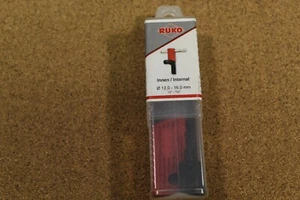 RUKO
Innen / Internal
Ø 12,0 - 16,0 mm